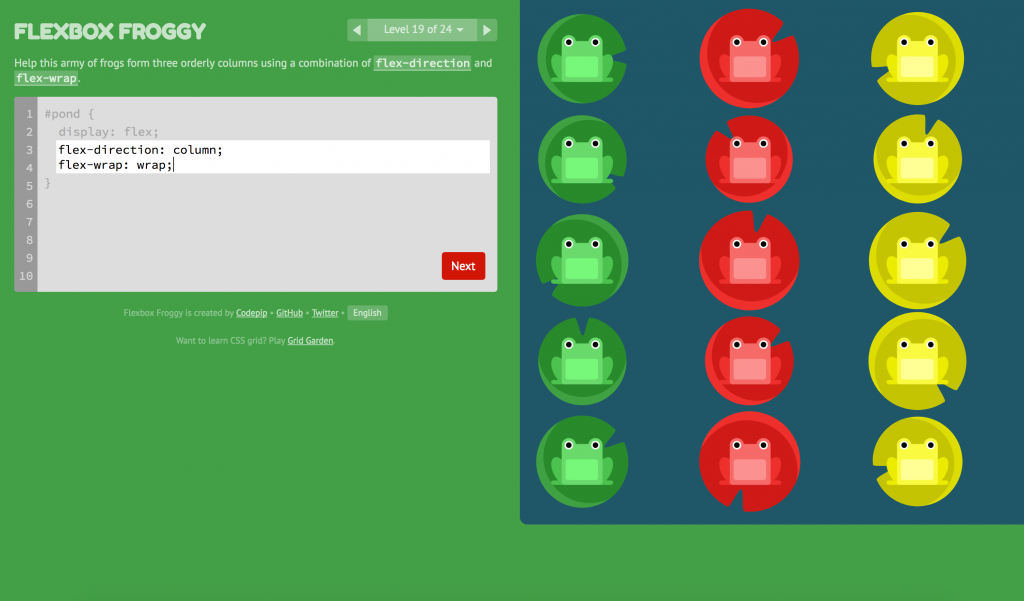 FLEXBOX FROGGY
Level 19 of 24
Help this army of frogs form three orderly columns using a combination of flex-direction and
flex-wrap.
1 #pond {
2 display: flex;
3 flex-direction: column;
4 flex-wrap: wrap;
5 }
6
7
8
9
10
Next
Flexbox Froggy is created by Codepip • GitHub • Twitter • English
Want to learn CSS grid? Play Grid Garden.